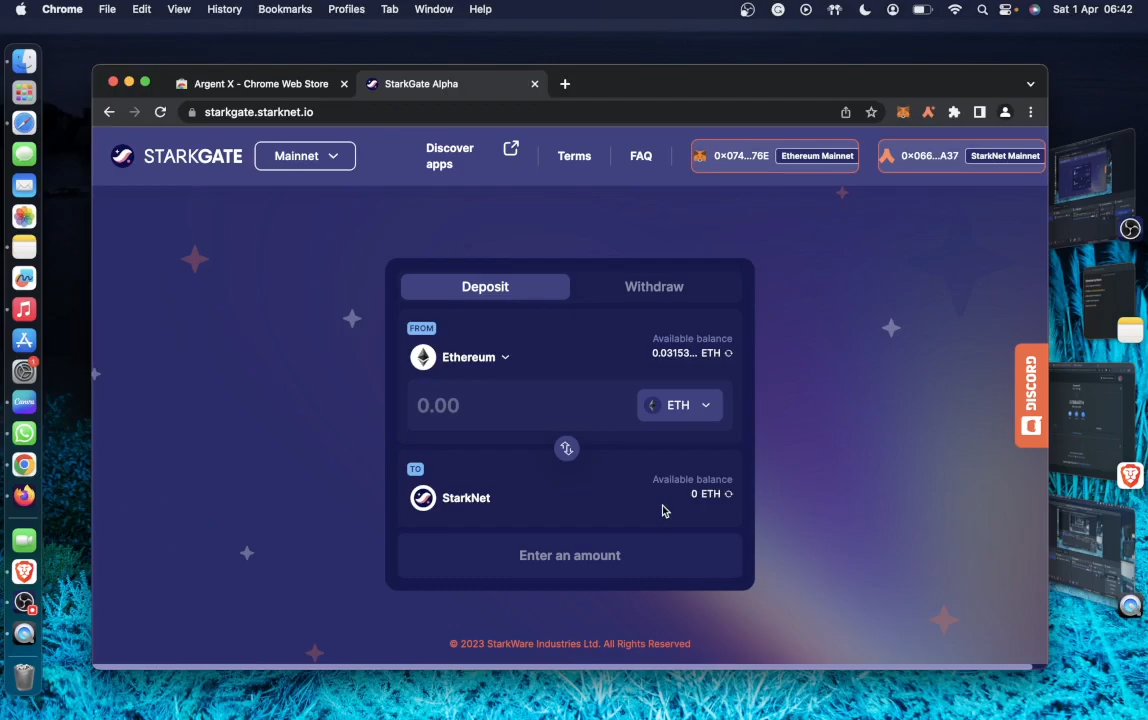 Chrome File Edit View History Bookmarks Profiles Tab Window Help Sat 1 Apr 06:42
Argent X - Chrome Web Store StarkGate Alpha
starkgate.starknet.io
STARKGATE Mainnet Discover apps Terms FAQ 0x074...76E Ethereum Mainnet 0x066...A37 StarkNet Mainnet
Deposit Withdraw
FROM
Available balance
Ethereum 0.03153... ETH
0.00 ETH
TO
Available balance
StarkNet 0 ETH
Enter an amount
DISCORD
© 2023 StarkWare Industries Ltd. All Rights Reserved
Canva
1